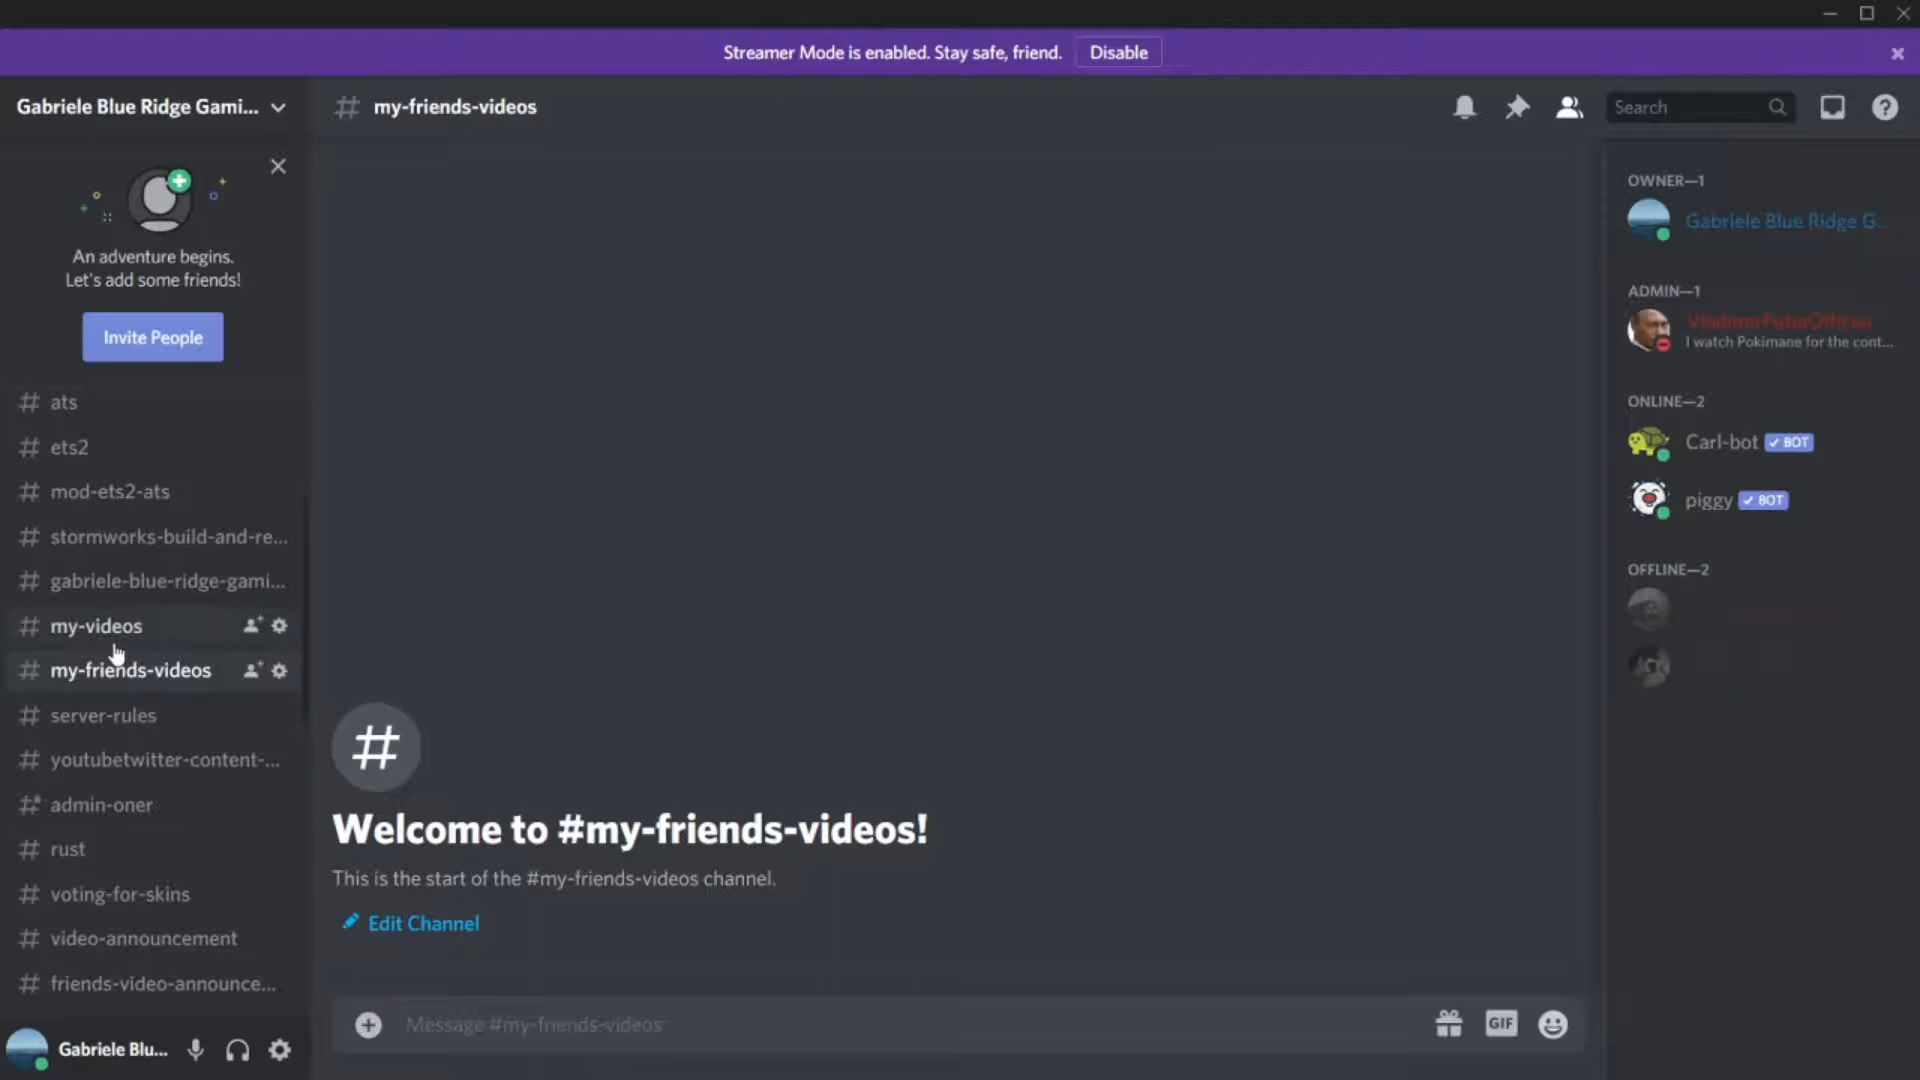 Streamer Mode is enabled. Stay safe, friend. Disable
Gabriele Blue Ridge Gami...
my-friends-videos
Search
An adventure begins.
Let's add some friends!
Invite People
ats
ets2
mod-ets2-ats
stormworks-build-and-re...
gabriele-blue-ridge-gami...
my-videos
my-friends-videos
server-rules
youtubetwitter-content-...
admin-oner
rust
voting-for-skins
video-announcement
friends-video-announce...
Gabriele Blu...
Welcome to #my-friends-videos!
This is the start of the #my-friends-videos channel.
Edit Channel
Message #my-friends-videos
GIF
OWNER—1
Gabriele Blue Ridge G...
ADMIN—1
I watch Pokimane for the cont...
ONLINE—2
Carl-bot BOT
piggy BOT
OFFLINE—2